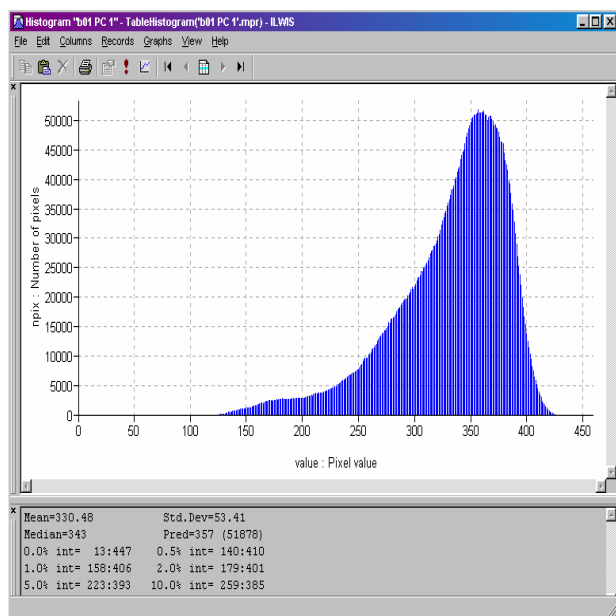 Histogram "b01 PC 1" - TableHistogram('b01 PC 1'.mpr) - ILWIS
File Edit Columns Records Graphs View Help
npix : Number of pixels
50000
45000
40000
35000
30000
25000
20000
15000
10000
5000
0
0 50 100 150 200 250 300 350 400 450
value : Pixel value
Mean=330.48 Std.Dev=53.41
Median=343 Pred=357 (51878)
0.0% int= 13:447 0.5% int= 140:410
1.0% int= 158:406 2.0% int= 179:401
5.0% int= 223:393 10.0% int= 259:385